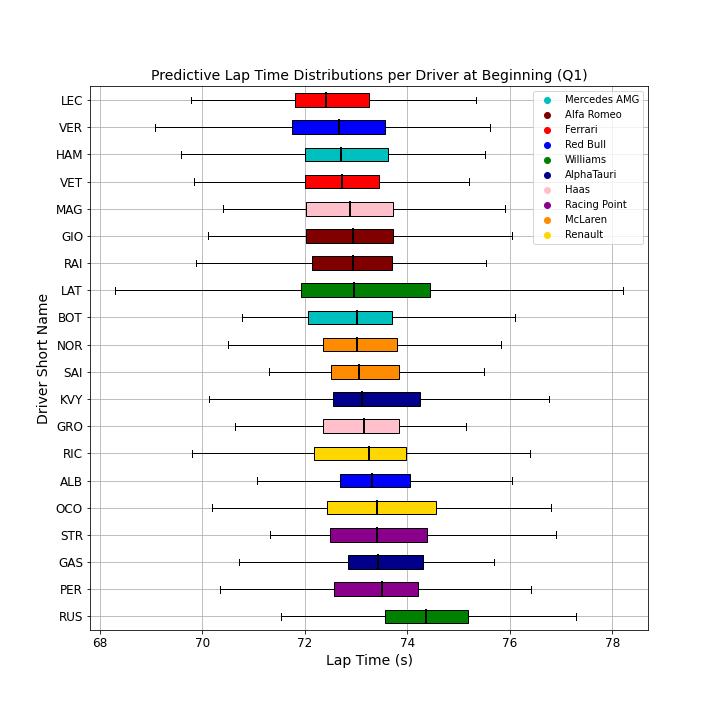 Predictive Lap Time Distributions per Driver at Beginning (Q1)
Mercedes AMG
Alfa Romeo
Ferrari
Red Bull
Williams
AlphaTauri
Haas
Racing Point
McLaren
Renault
Driver Short Name
LEC
VER
HAM
VET
MAG
GIO
RAI
LAT
BOT
NOR
SAI
KVY
GRO
RIC
ALB
OCO
STR
GAS
PER
RUS
68 70 72 74 76 78
Lap Time (s)